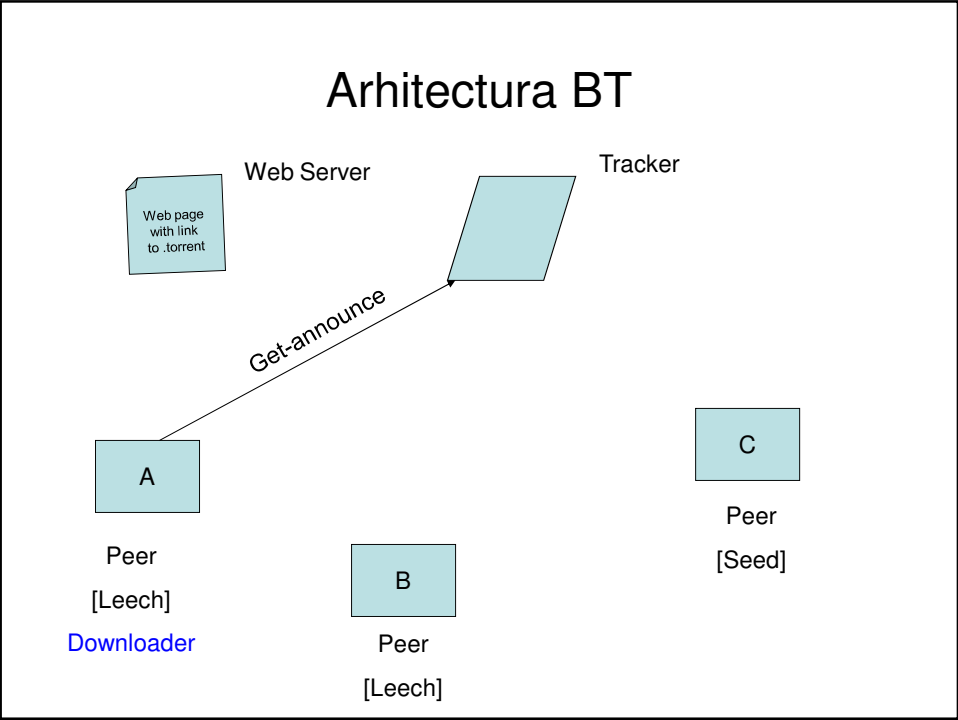 Arhitectura BT
Web Server
Tracker
Web page
with link
to .torrent
Get-announce
A
Peer
[Leech]
Downloader
B
Peer
[Leech]
C
Peer
[Seed]